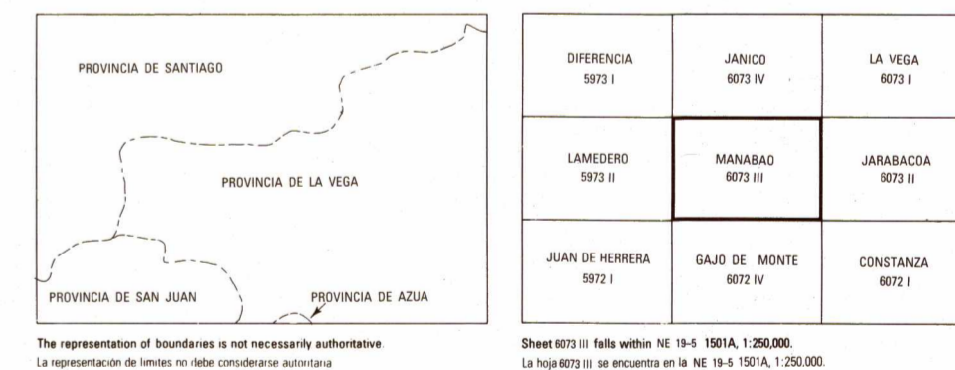 PROVINCIA DE SANTIAGO
PROVINCIA DE LA VEGA
PROVINCIA DE SAN JUAN
PROVINCIA DE AZUA
The representation of boundaries is not necessarily authoritative.
La representación de limites no debe considerarse autoritaria
DIFERENCIA
5973 I
JANICO
6073 IV
LA VEGA
6073 I
LAMEDERO
5973 II
MANABAO
6073 III
JARABACOA
6073 II
JUAN DE HERRERA
5972 I
GAJO DE MONTE
6072 IV
CONSTANZA
6072 I
Sheet 6073 III falls within NE 19-5 1501A, 1:250,000.
La hoja 6073 III se encuentra en la NE 19-5 1501A, 1:250.000.